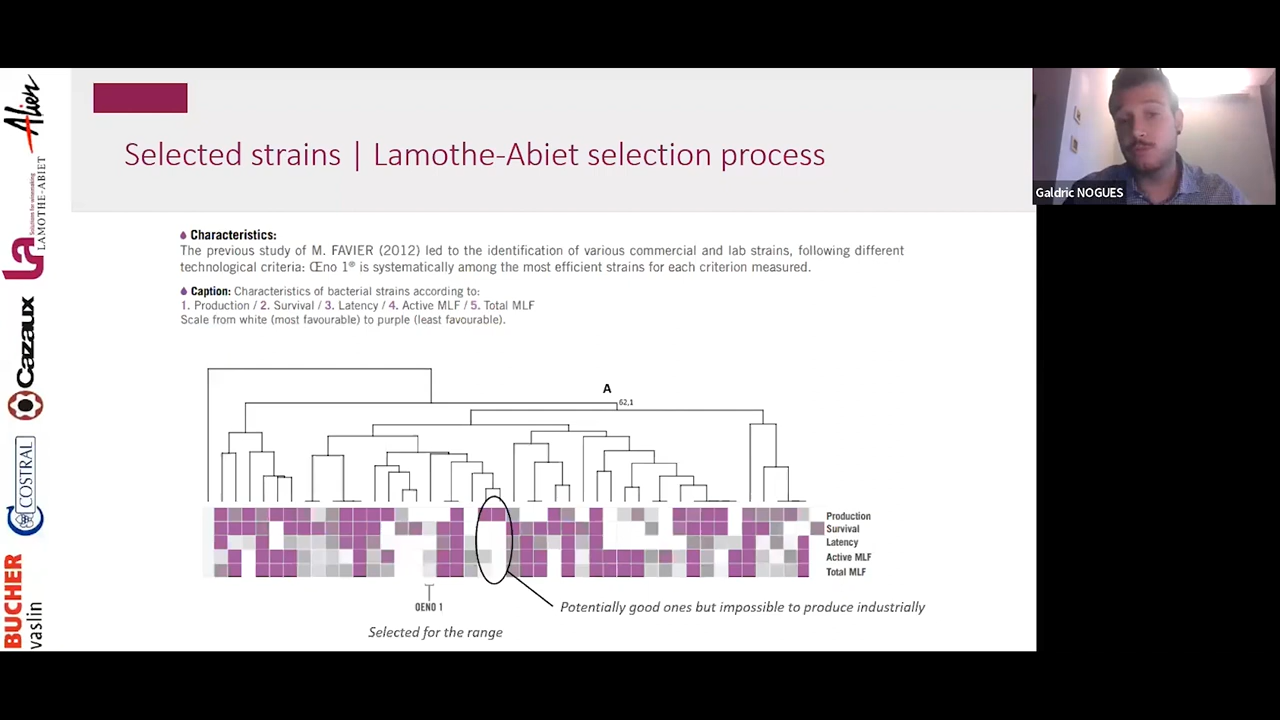 Alien
Solutions for winemaking
LAMOTHE-ABIET
La
Cazaux
COSTRAL
BUCHER
vaslin
Selected strains | Lamothe-Abiet selection process
Galdric NOGUES
Characteristics:
The previous study of M. FAVIER (2012) led to the identification of various commercial and lab strains, following different
technological criteria: Œno 1® is systematically among the most efficient strains for each criterion measured.
Caption: Characteristics of bacterial strains according to:
1. Production / 2. Survival / 3. Latency / 4. Active MLF / 5. Total MLF
Scale from white (most favourable) to purple (least favourable).
A
62,1
Production
Survival
Latency
Active MLF
Total MLF
OENO 1
Potentially good ones but impossible to produce industrially
Selected for the range